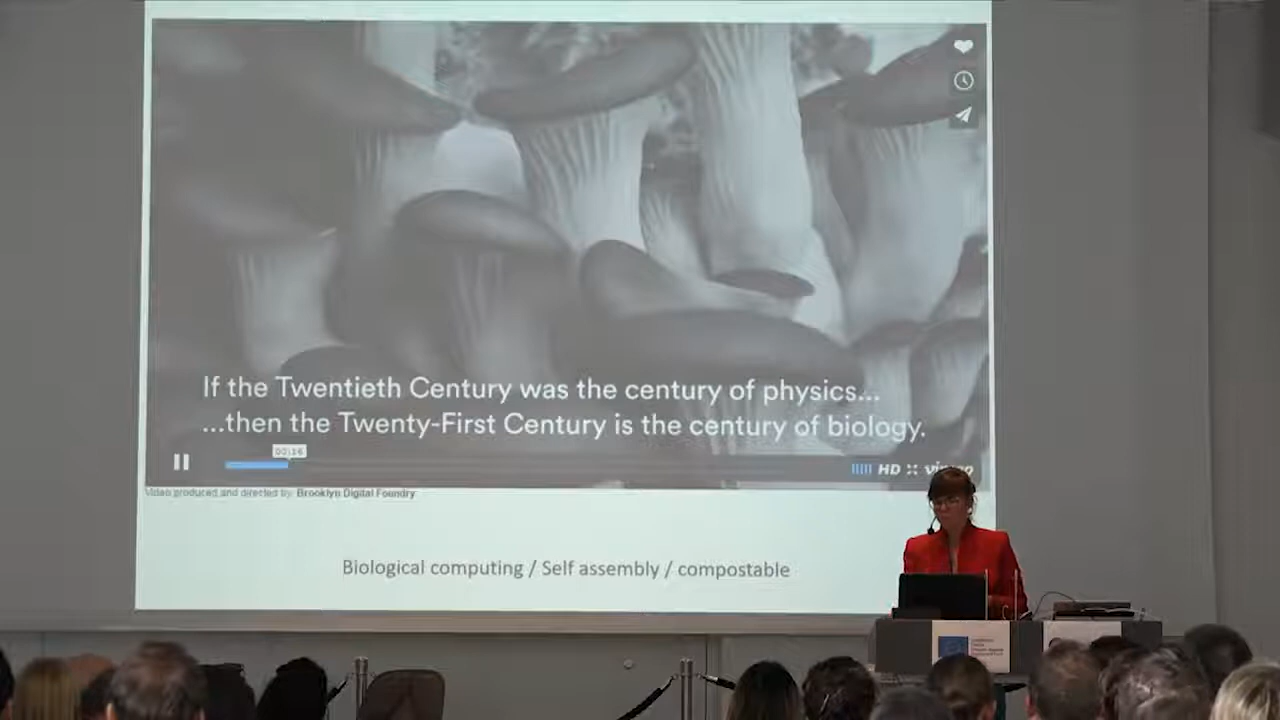 If the Twentieth Century was the century of physics...
...then the Twenty-First Century is the century of biology.
00:16
HD vimeo
Video produced and directed by: Brooklyn Digital Foundry
Biological computing / Self assembly / compostable